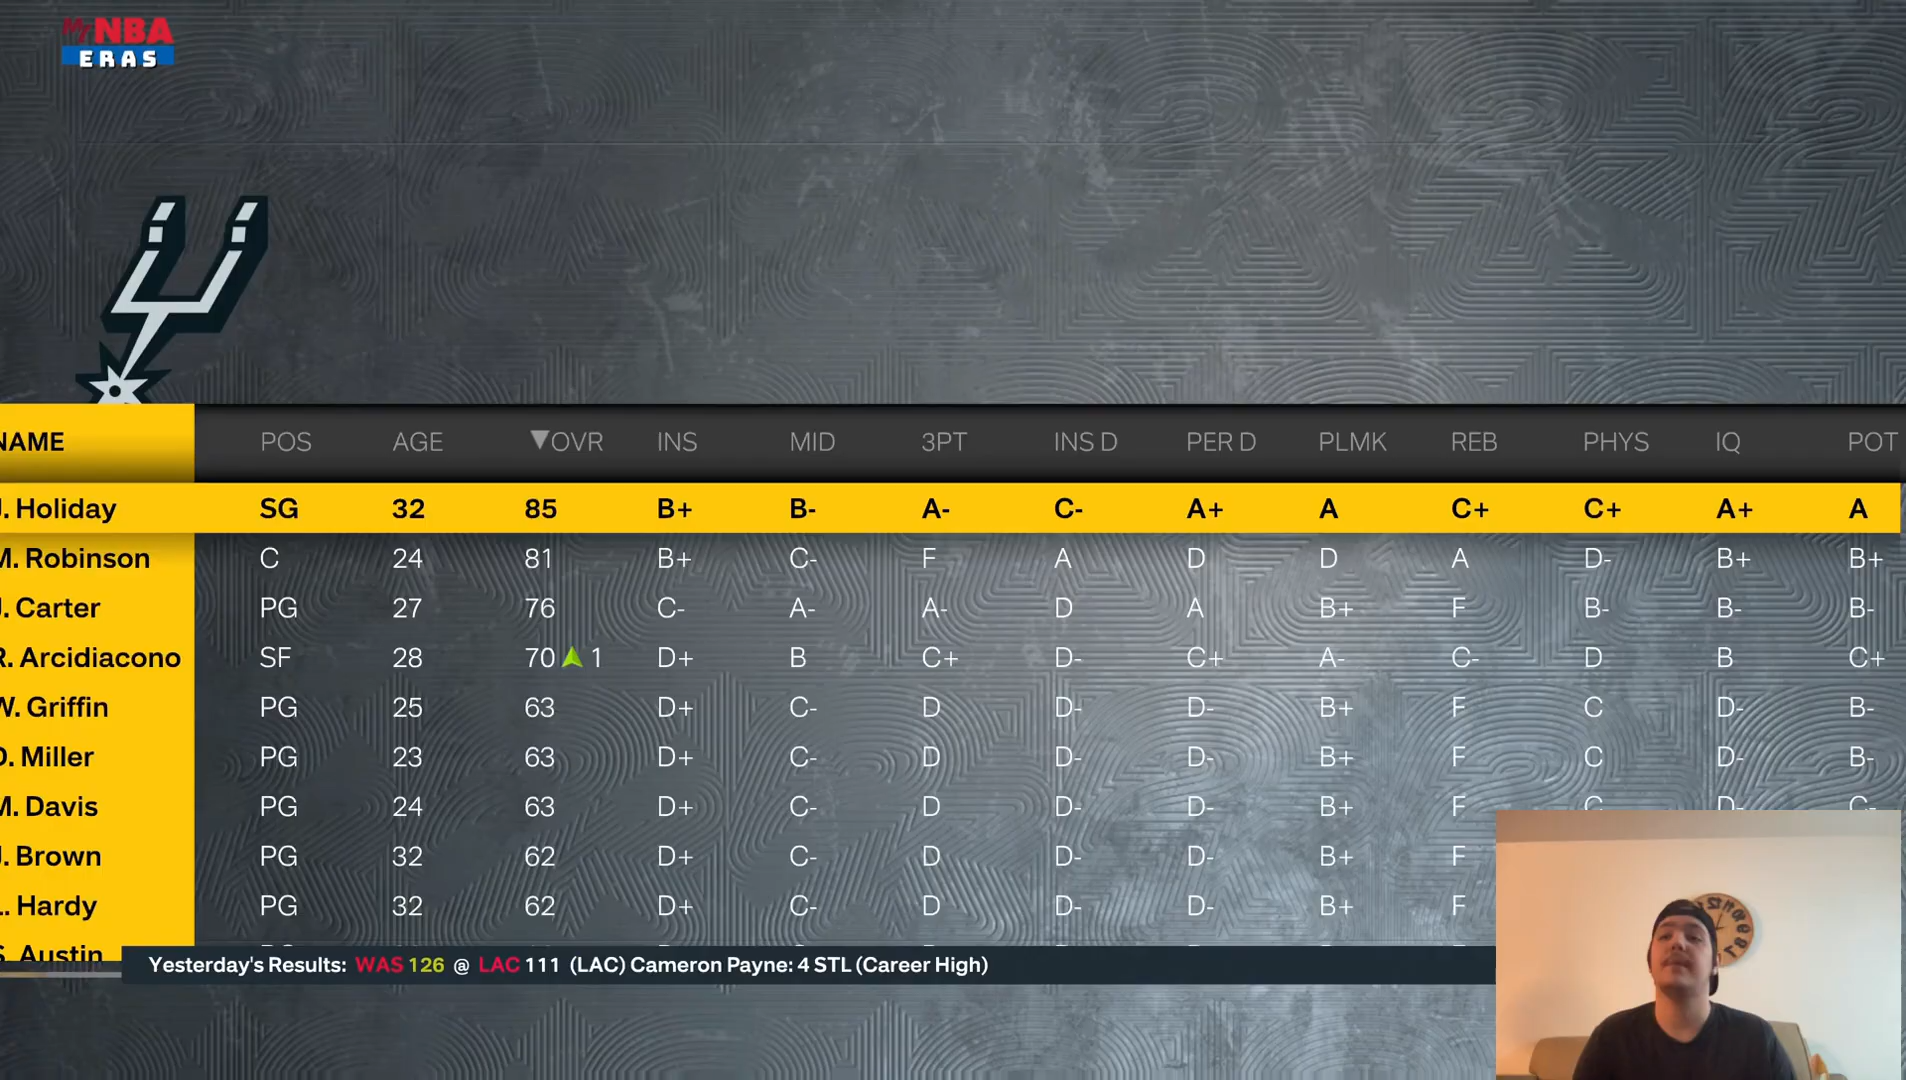 MyNBA
ERAS
NAME POS AGE ▼OVR INS MID 3PT INS D PER D PLMK REB PHYS IQ POT
J. Holiday SG 32 85 B+ B- A- C- A+ A C+ C+ A+ A
M. Robinson C 24 81 B+ C- F A D D A D- B+ B+
J. Carter PG 27 76 C- A- A- D A B+ F B- B- B-
R. Arcidiacono SF 28 70 ▲ 1 D+ B C+ D- C+ A- C- D B C+
W. Griffin PG 25 63 D+ C- D D- D- B+ F C D- B-
D. Miller PG 23 63 D+ C- D D- D- B+ F C D- B-
M. Davis PG 24 63 D+ C- D D- D- B+ F C D- C-
J. Brown PG 32 62 D+ C- D D- D- B+ F
L. Hardy PG 32 62 D+ C- D D- D- B+ F
S. Austin
Yesterday's Results: WAS 126 @ LAC 111 (LAC) Cameron Payne: 4 STL (Career High)